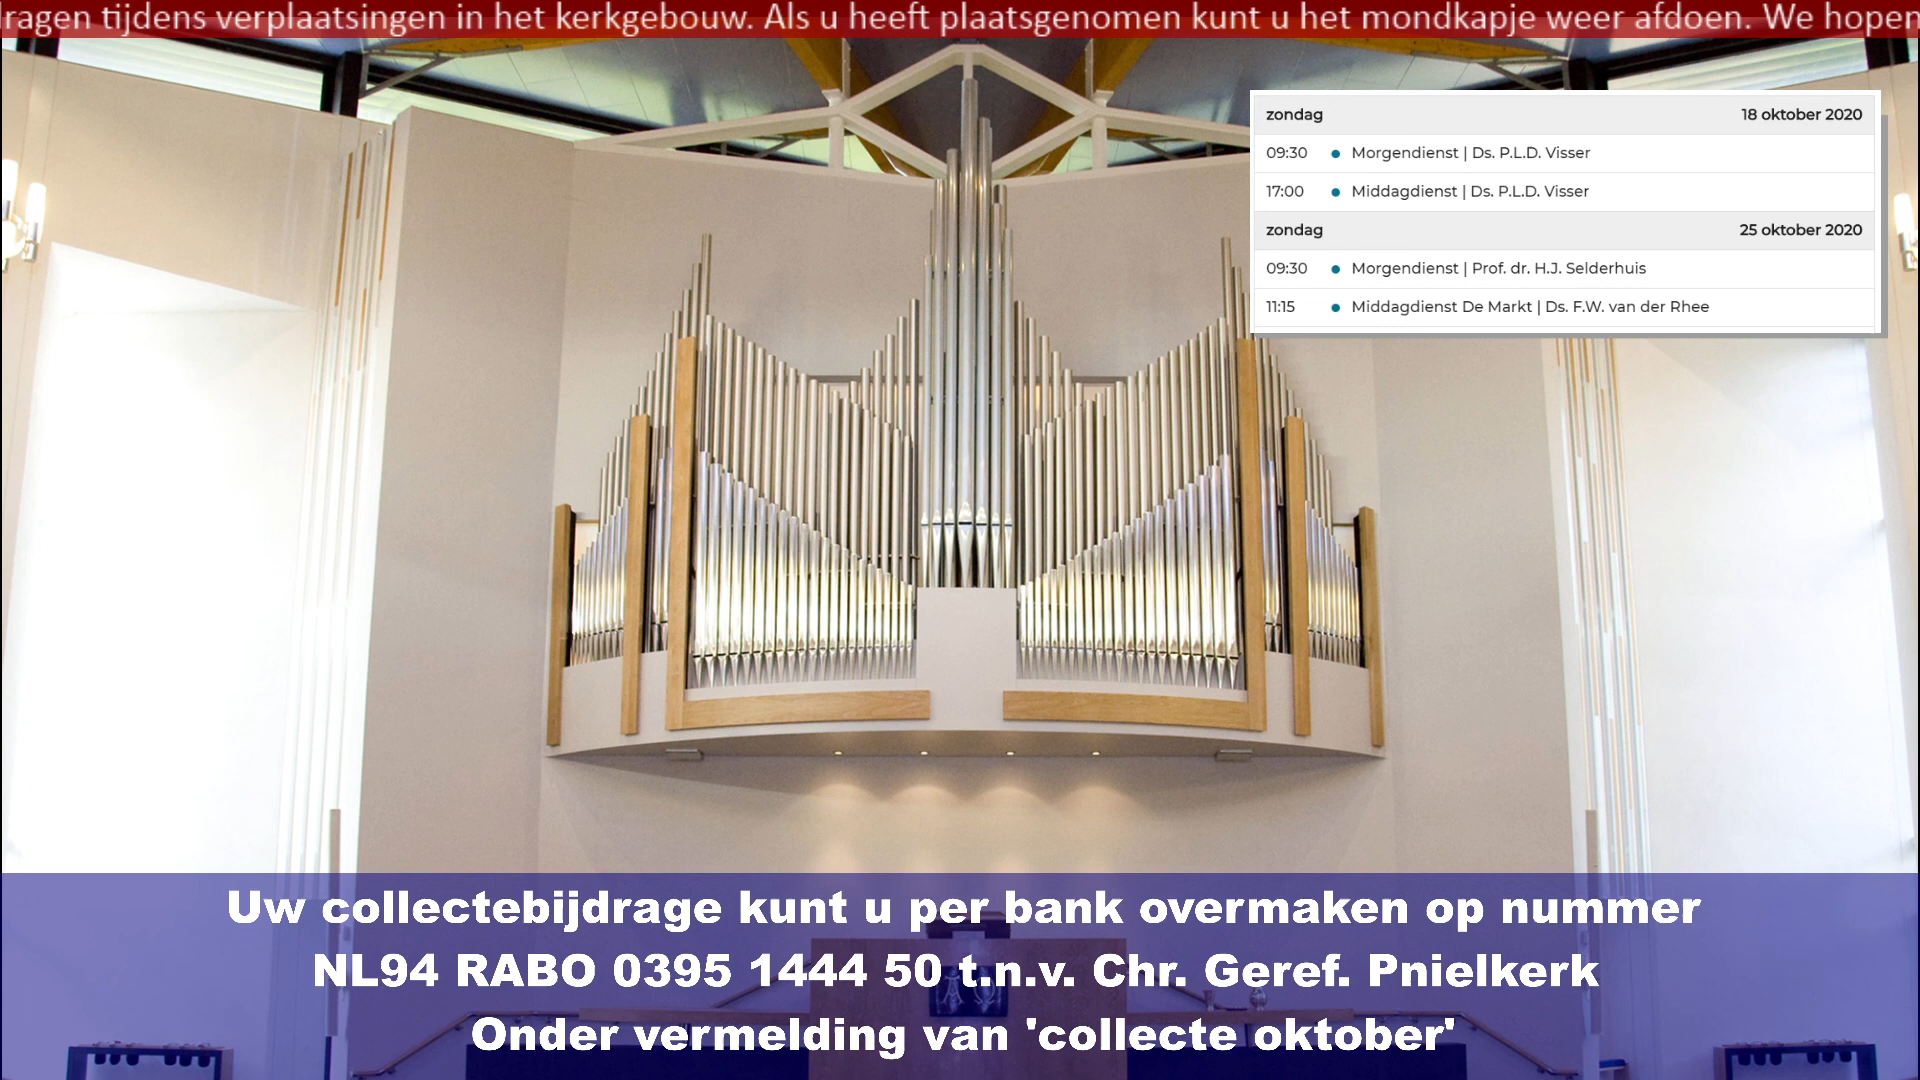 ragen tijdens verplaatsingen in het kerkgebouw. Als u heeft plaatsgenomen kunt u het mondkapje weer afdoen. We hopen
zondag 18 oktober 2020
09:30 • Morgendienst | Ds. P.L.D. Visser
17:00 • Middagdienst | Ds. P.L.D. Visser
zondag 25 oktober 2020
09:30 • Morgendienst | Prof. dr. H.J. Selderhuis
11:15 • Middagdienst De Markt | Ds. F.W. van der Rhee
Uw collectebijdrage kunt u per bank overmaken op nummer
NL94 RABO 0395 1444 50 t.n.v. Chr. Geref. Pnielkerk
Onder vermelding van 'collecte oktober'